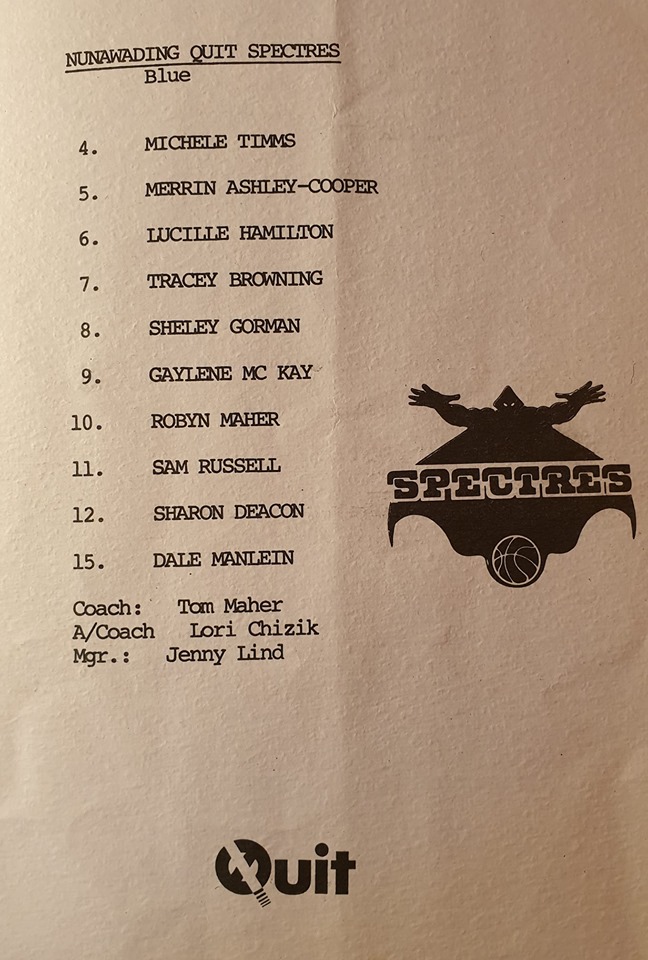 NUNAWADING QUIT SPECTRES
Blue
4. MICHELE TIMMS
5. MERRIN ASHLEY-COOPER
6. LUCILLE HAMILTON
7. TRACEY BROWNING
8. SHELEY GORMAN
9. GAYLENE MC KAY
10. ROBYN MAHER
11. SAM RUSSELL
12. SHARON DEACON
15. DALE MANLEIN
SPECTRES
Coach: Tom Maher
A/Coach Lori Chizik
Mgr.: Jenny Lind
Quit